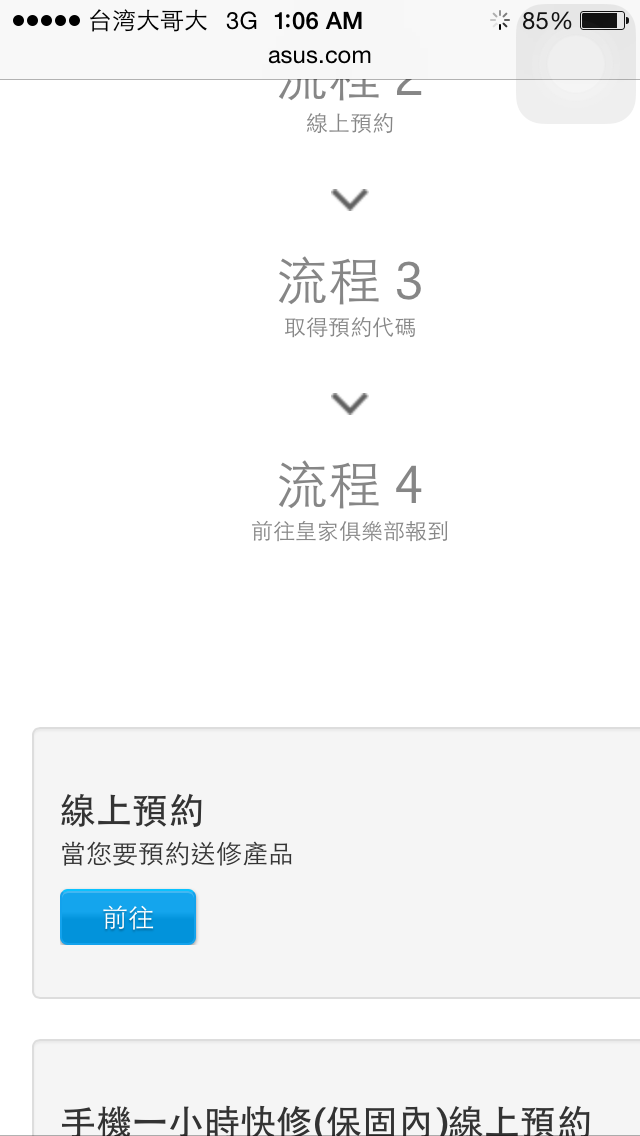 台湾大哥大 3G 1:06 AM 85%
asus.com
流程 2
線上預約
流程 3
取得預約代碼
流程 4
前往皇家俱樂部報到
線上預約
當您要預約送修產品
前往
手機一小時快修(保固內)線上預約